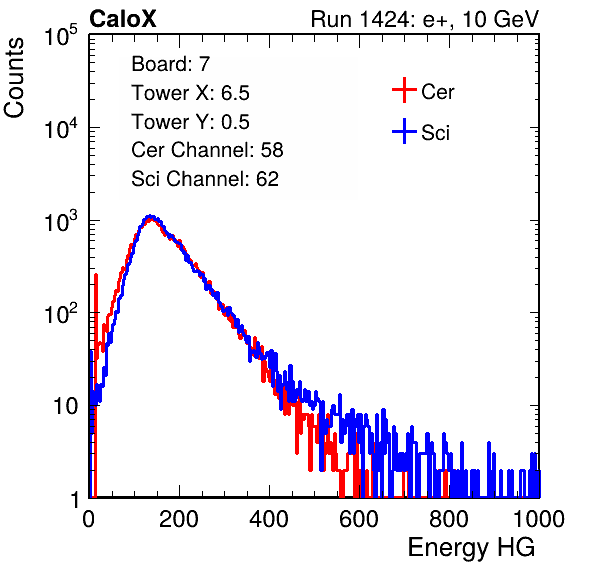 CaloX
Run 1424: e+, 10 GeV
Counts
Board: 7
Tower X: 6.5
Tower Y: 0.5
Cer Channel: 58
Sci Channel: 62
Cer
Sci
10^5
10^4
10^3
10^2
10
1
0 200 400 600 800 1000
Energy HG